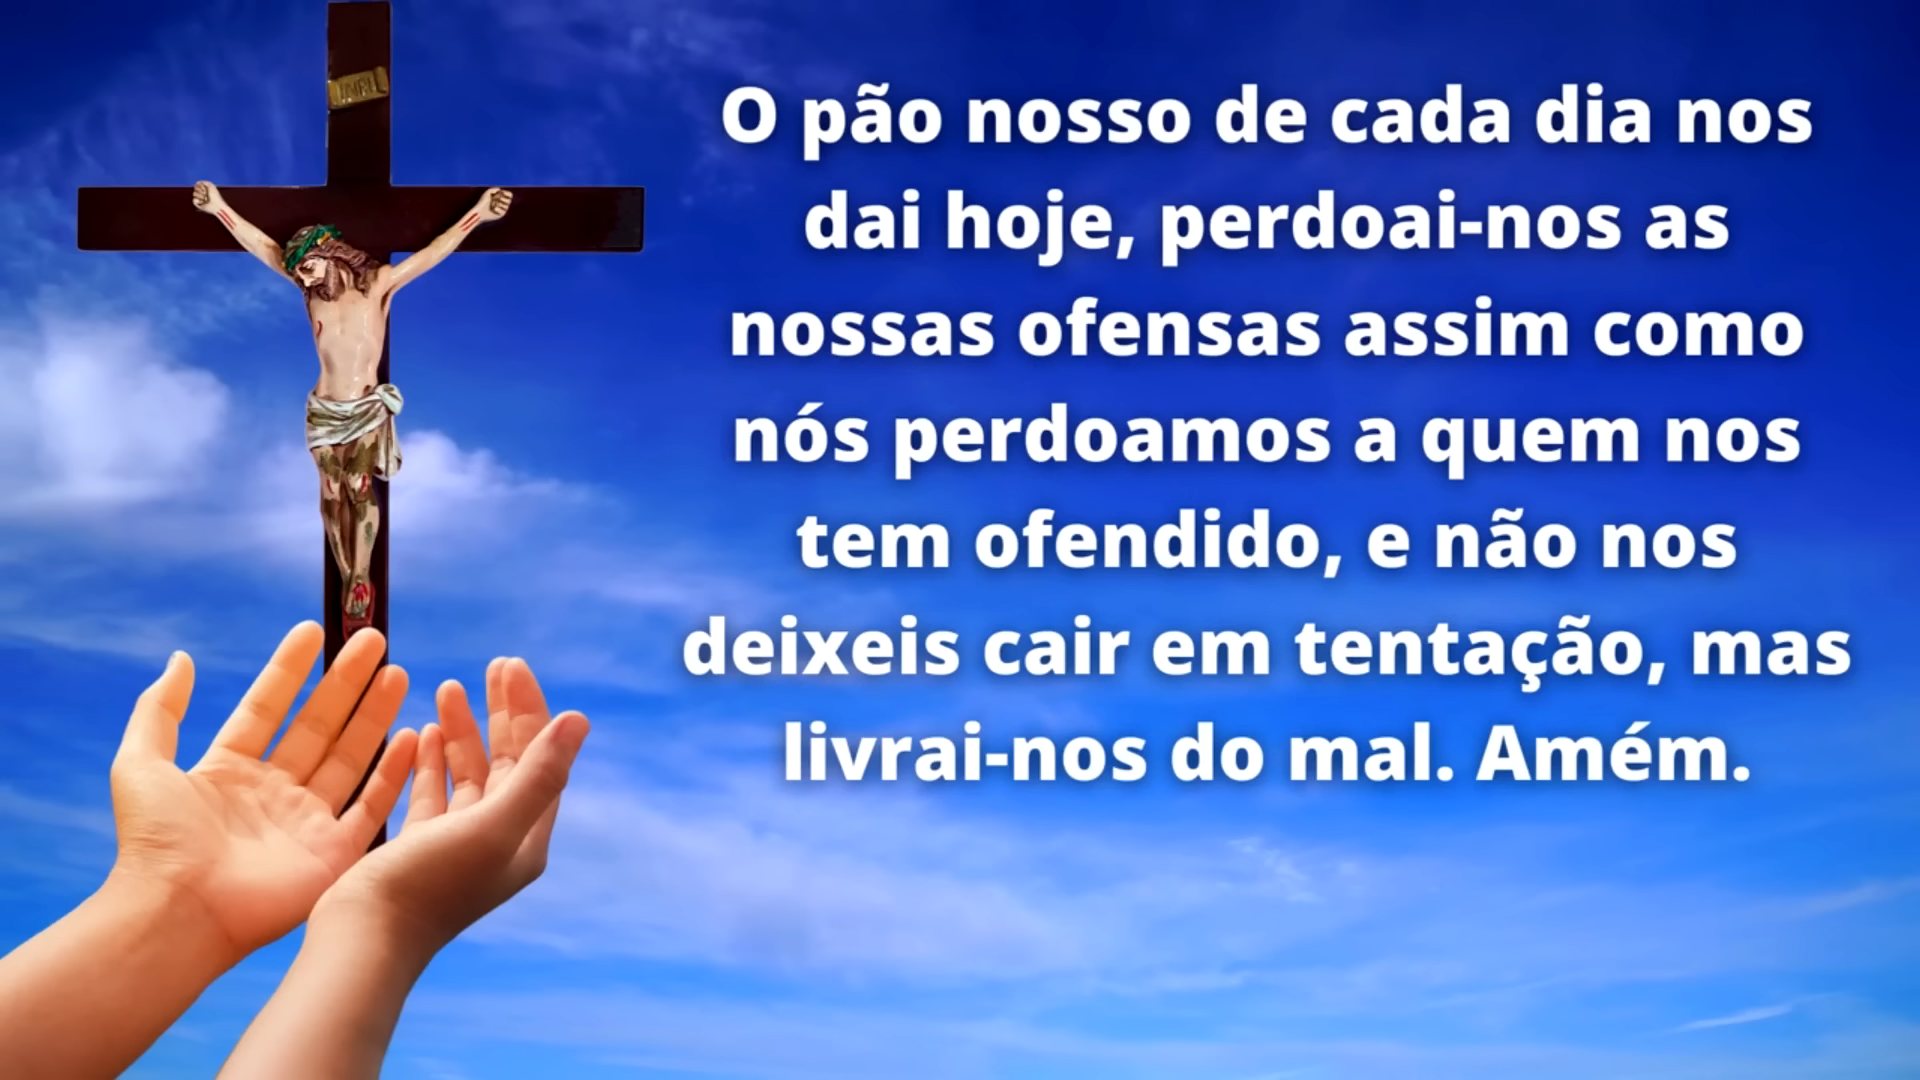 INRI
O pão nosso de cada dia nos
dai hoje, perdoai-nos as
nossas ofensas assim como
nós perdoamos a quem nos
tem ofendido, e não nos
deixeis cair em tentação, mas
livrai-nos do mal. Amém.